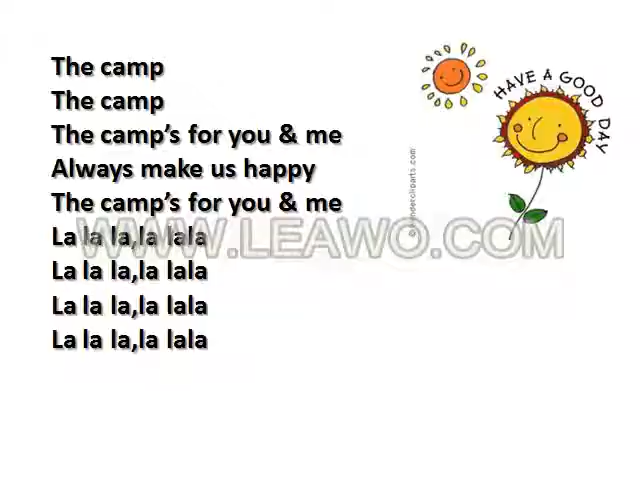 The camp
The camp
The camp's for you & me
Always make us happy
The camp's for you & me
La la la,la lala
La la la,la lala
La la la,la lala
La la la,la lala
HAVE A GOOD DAY
WWW.LEAWO.COM